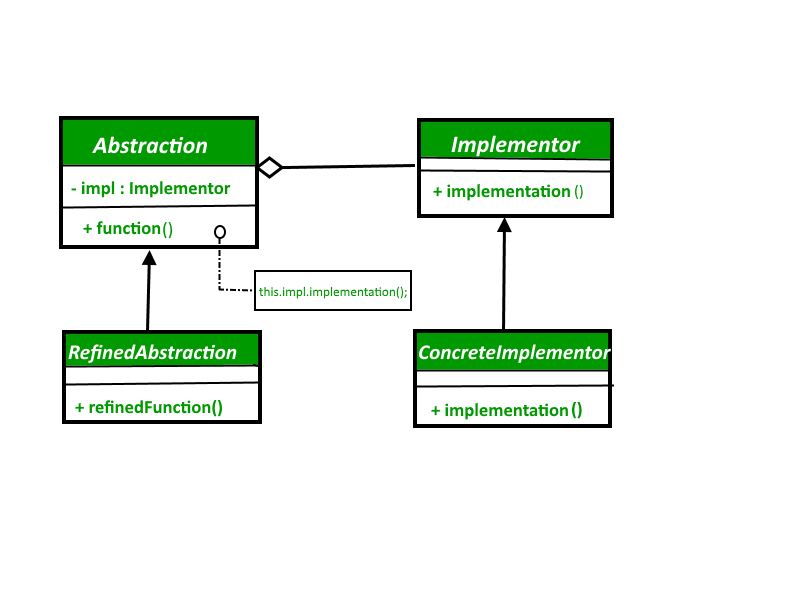 Abstraction
- impl : Implementor
+ function()
Implementor
+ implementation ()
this.impl.implementation();
RefinedAbstraction
+ refinedFunction()
ConcreteImplementor
+ implementation ()